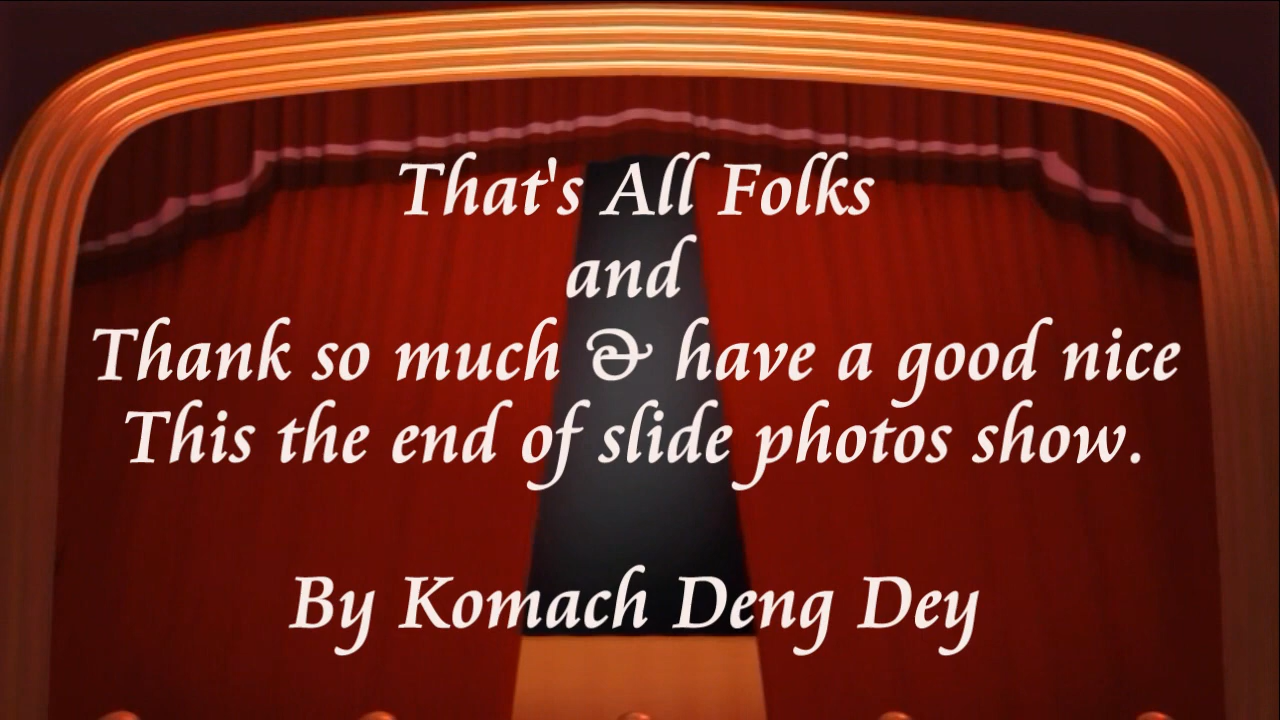 That's All Folks
and
Thank so much & have a good nice
This the end of slide photos show.
By Komach Deng Dey